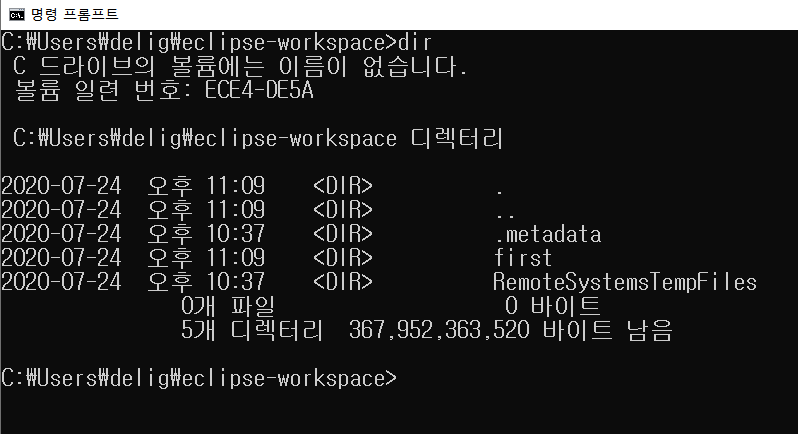 명령 프롬프트
C:₩Users₩delig₩eclipse-workspace>dir
C 드라이브의 볼륨에는 이름이 없습니다.
볼륨 일련 번호: ECE4-DE5A
C:₩Users₩delig₩eclipse-workspace 디렉터리
2020-07-24 오후 11:09 <DIR> .
2020-07-24 오후 11:09 <DIR> ..
2020-07-24 오후 10:37 <DIR> .metadata
2020-07-24 오후 11:09 <DIR> first
2020-07-24 오후 10:37 <DIR> RemoteSystemsTempFiles
0개 파일 0 바이트
5개 디렉터리 367,952,363,520 바이트 남음
C:₩Users₩delig₩eclipse-workspace>